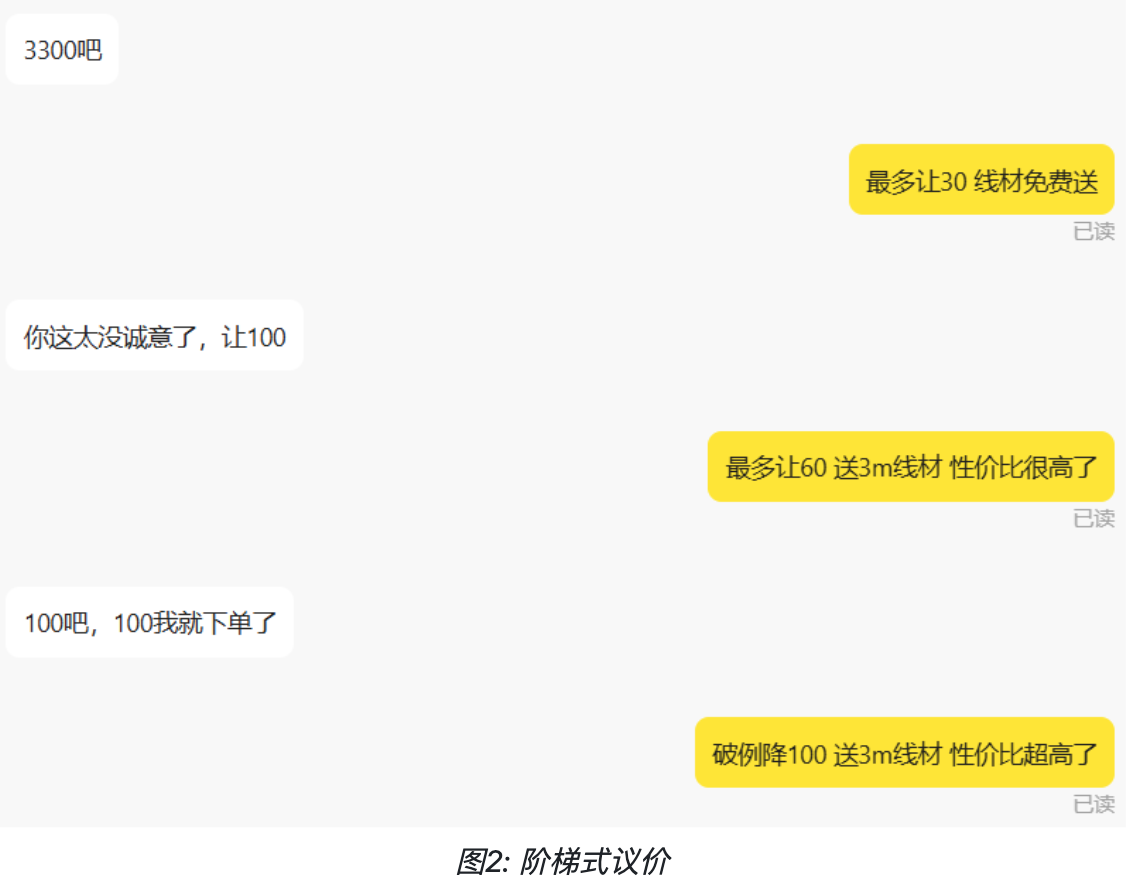 3300吧
最多让30 线材免费送
已读
你这太没诚意了，让100
最多让60 送3m线材 性价比很高了
已读
100吧，100我就下单了
破例降100 送3m线材 性价比超高了
已读
图2: 阶梯式议价